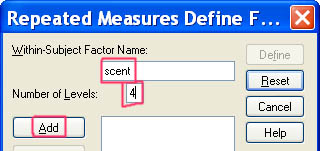 Repeated Measures Define F...
Within-Subject Factor Name:
scent
Define
Reset
Number of Levels: 4
Cancel
Add
Help